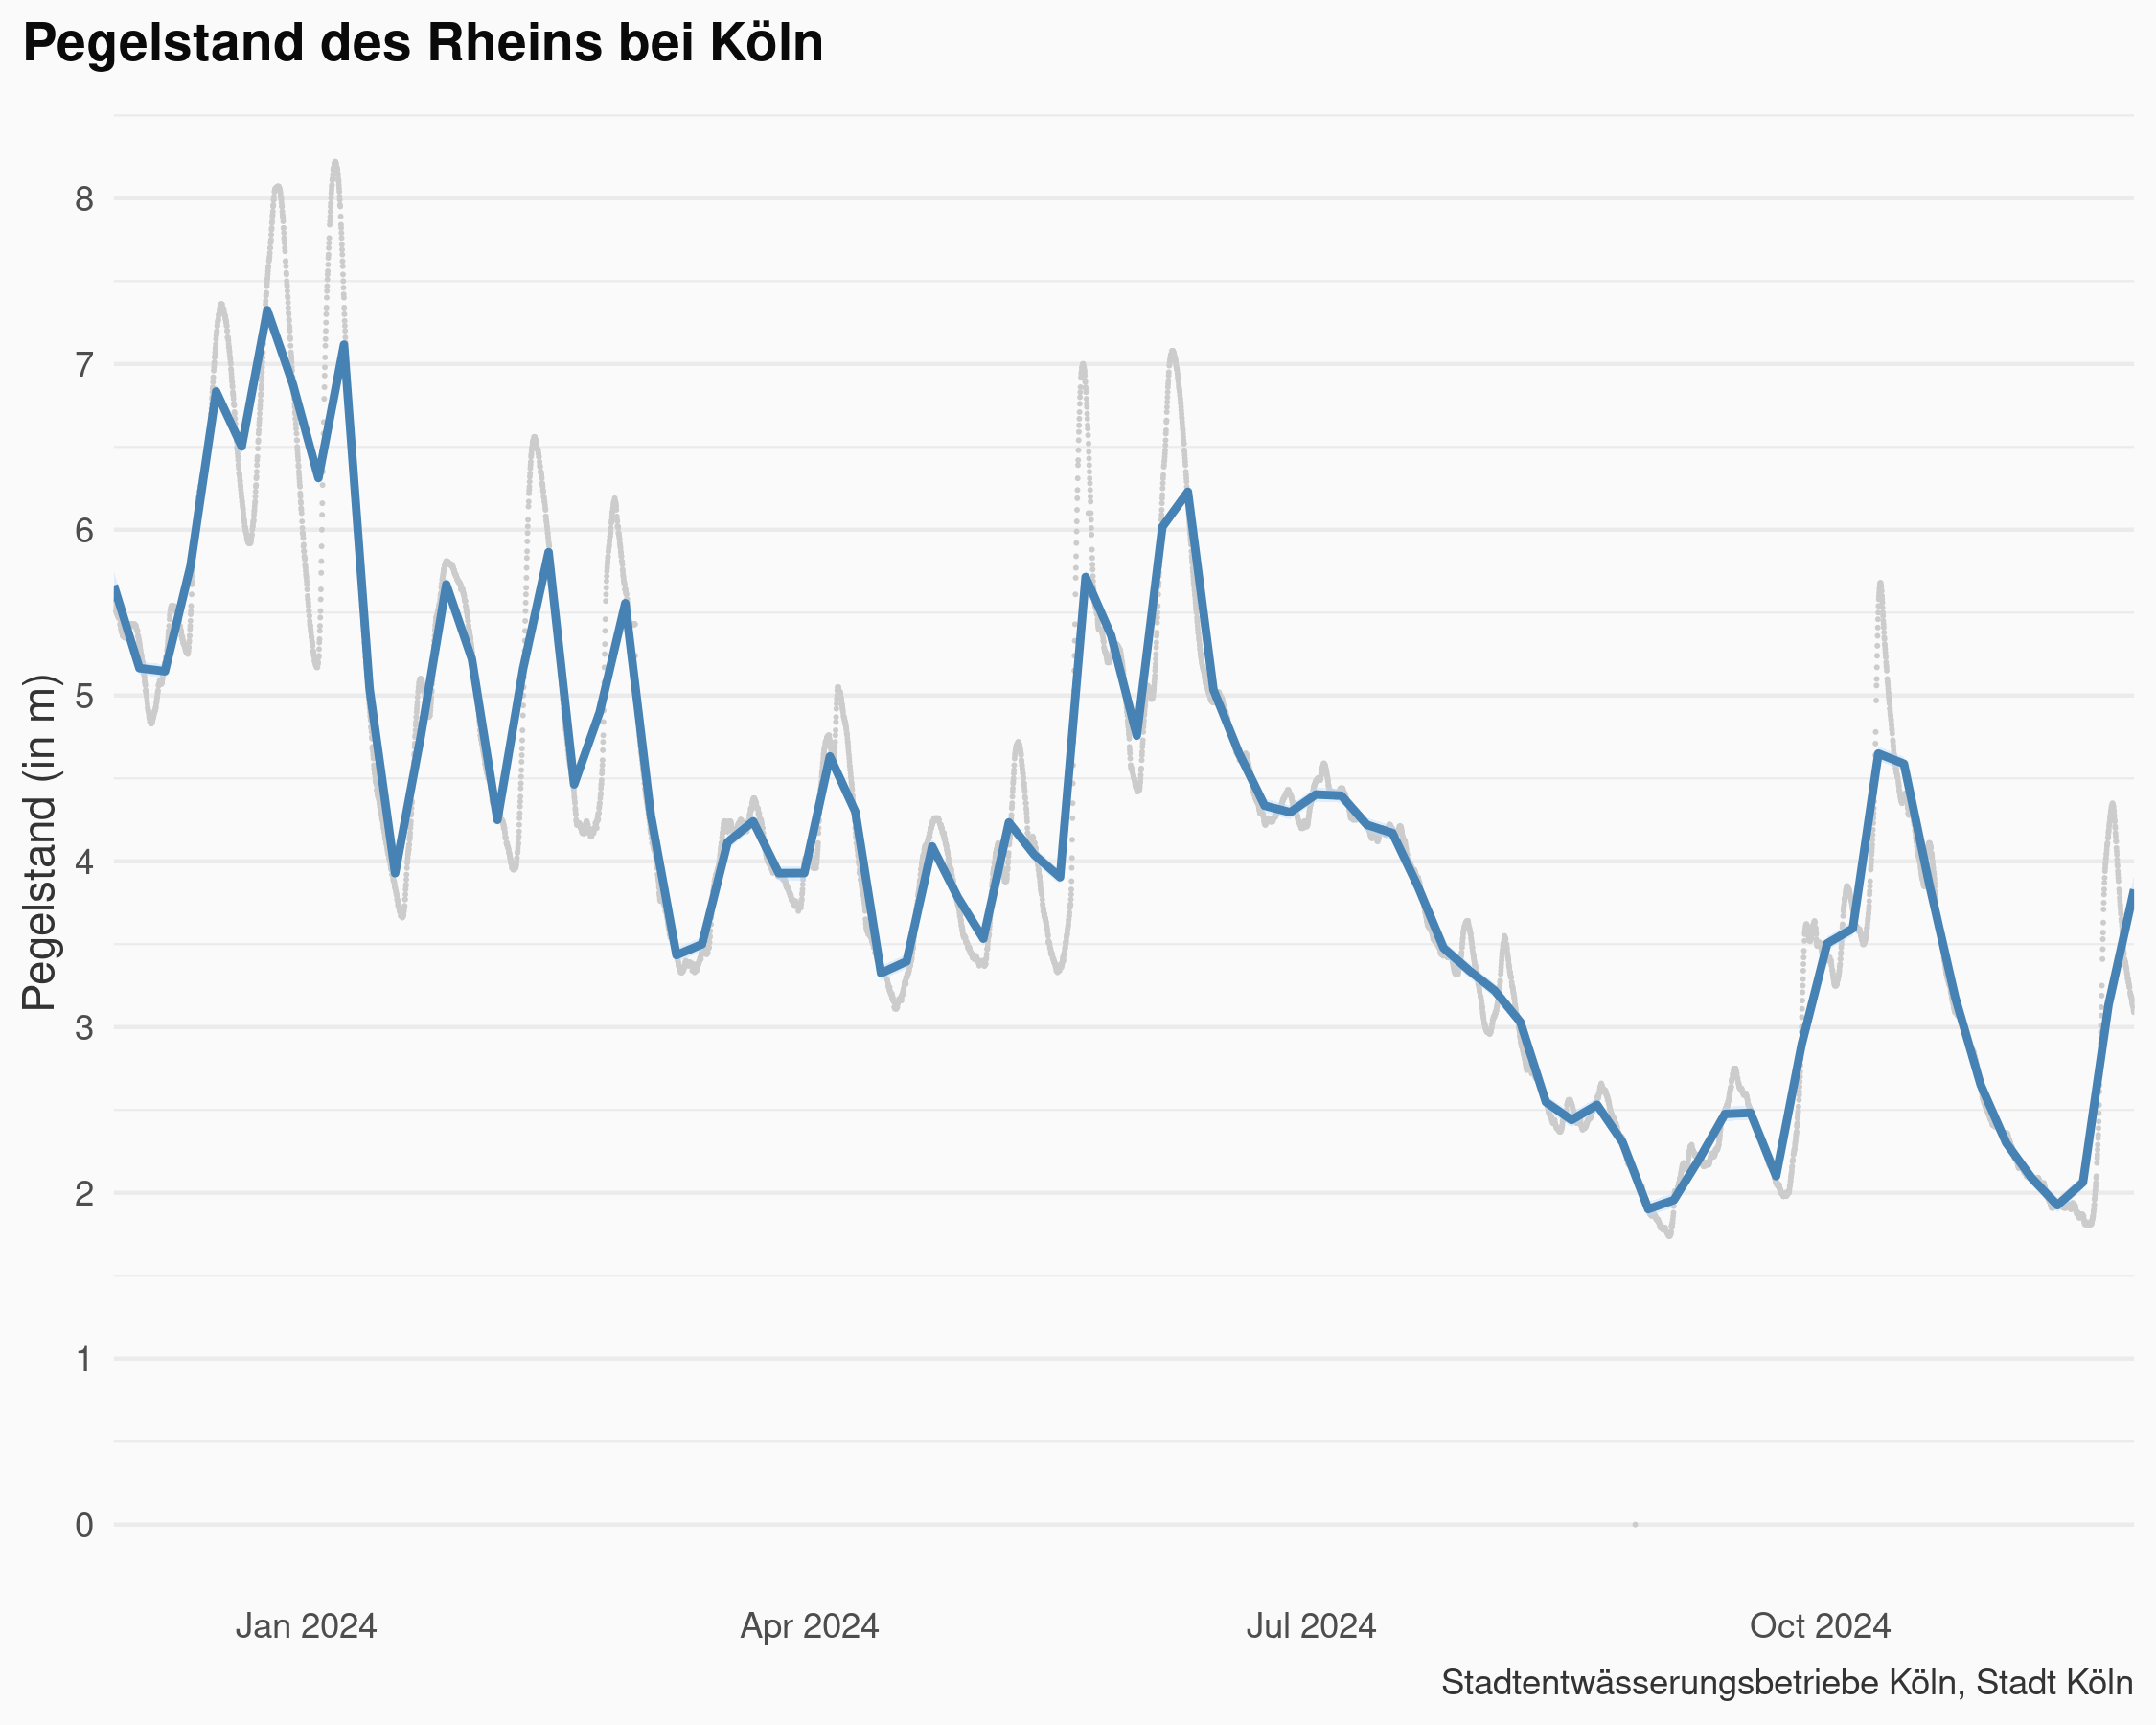 Pegelstand des Rheins bei Köln
Pegelstand (in m)
8
7
6
5
4
3
2
1
0
Jan 2024
Apr 2024
Jul 2024
Oct 2024
Stadtentwässerungsbetriebe Köln, Stadt Köln